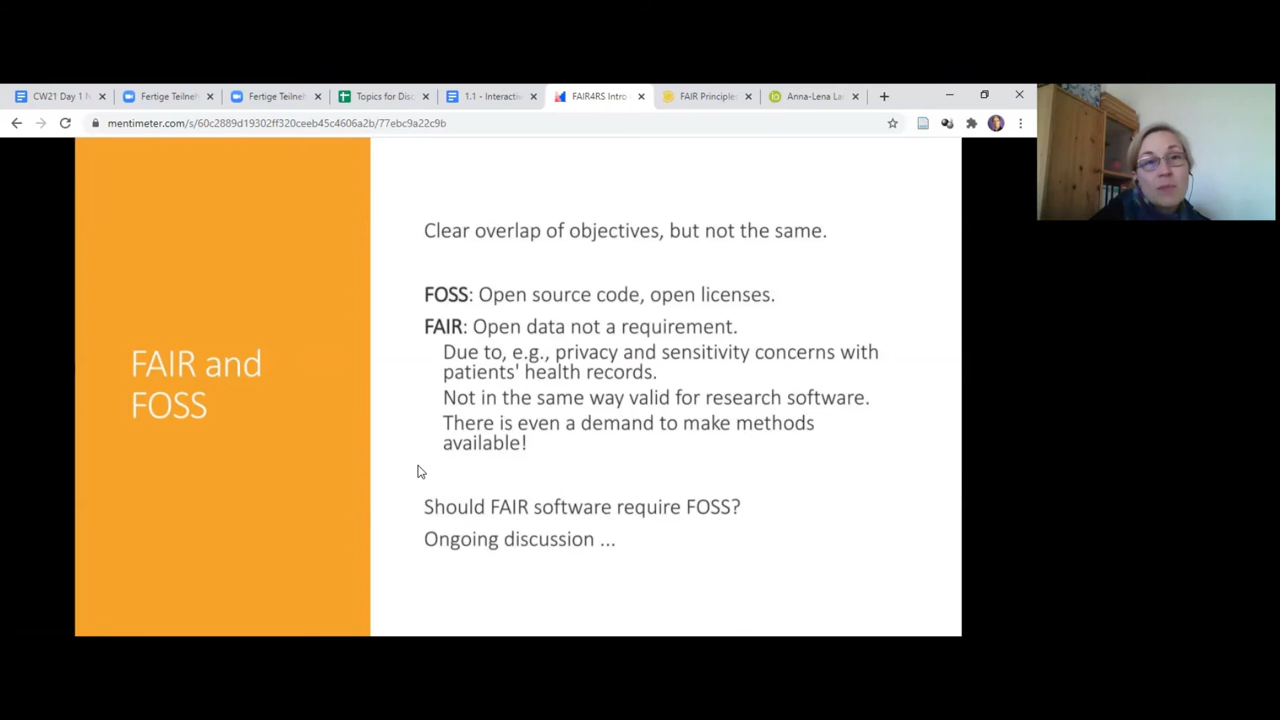 CW21 Day 1 N
Fertige Teilneh
Fertige Teilneh
Topics for Disc
1.1 - Interactiv
FAIR4RS Intro
FAIR Principles
Anna-Lena La
mentimeter.com/s/60c2889d19302ff320ceeb45c4606a2b/77ebc9a22c9b
FAIR and
FOSS
Clear overlap of objectives, but not the same.
FOSS: Open source code, open licenses.
FAIR: Open data not a requirement.
Due to, e.g., privacy and sensitivity concerns with
patients' health records.
Not in the same way valid for research software.
There is even a demand to make methods
available!
Should FAIR software require FOSS?
Ongoing discussion ...